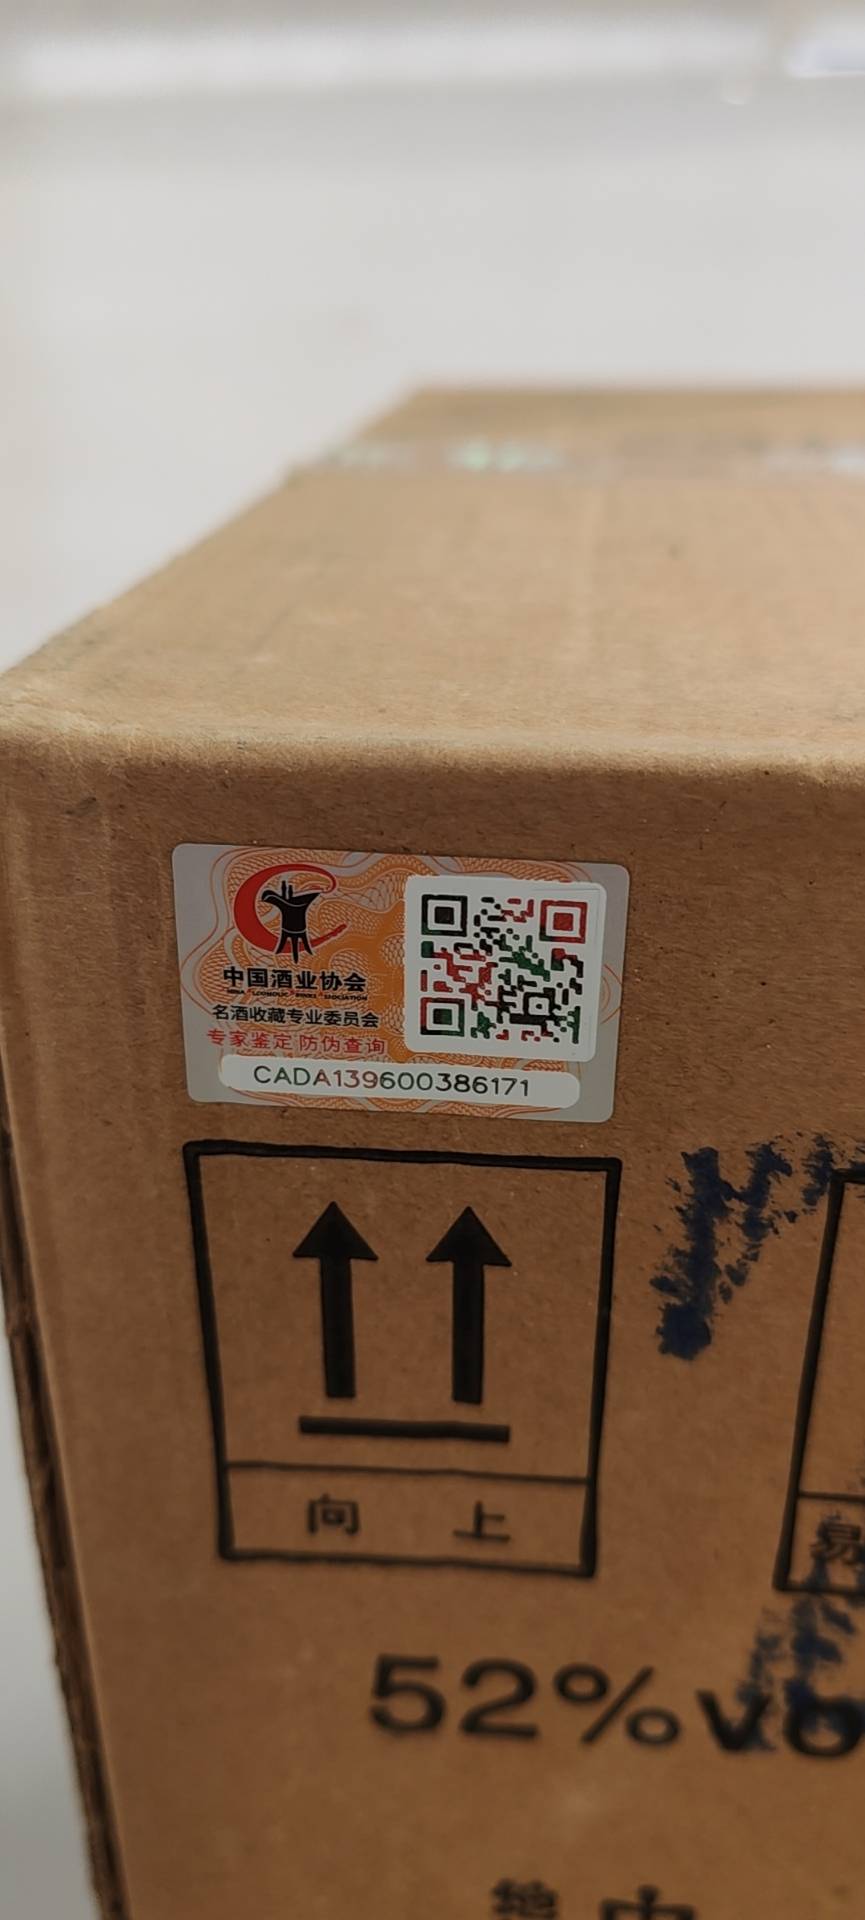 中国酒业协会
名酒收藏专业委员会
专家鉴定 防伪查询
CADA139600386171
向 上
易
52%vo